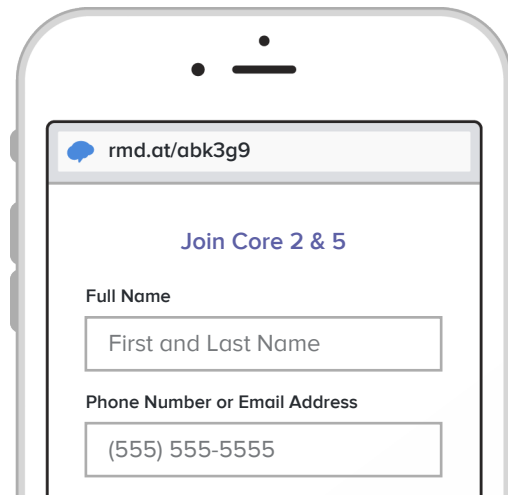 rmd.at/abk3g9
Join Core 2 & 5
Full Name
First and Last Name
Phone Number or Email Address
(555) 555-5555